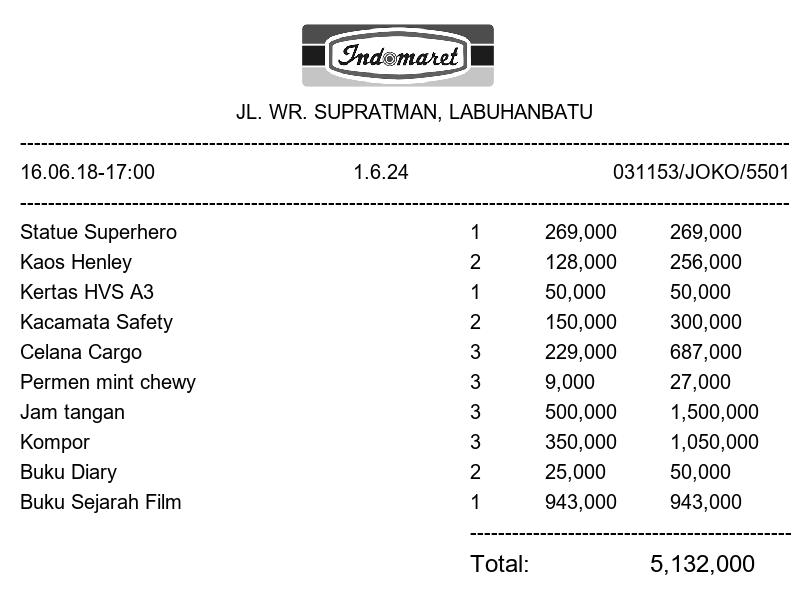 Indomaret
JL. WR. SUPRATMAN, LABUHANBATU
--------------------------------------------------------------------------------
16.06.18-17:00 1.6.24 031153/JOKO/5501
--------------------------------------------------------------------------------
Statue Superhero 1 269,000 269,000
Kaos Henley 2 128,000 256,000
Kertas HVS A3 1 50,000 50,000
Kacamata Safety 2 150,000 300,000
Celana Cargo 3 229,000 687,000
Permen mint chewy 3 9,000 27,000
Jam tangan 3 500,000 1,500,000
Kompor 3 350,000 1,050,000
Buku Diary 2 25,000 50,000
Buku Sejarah Film 1 943,000 943,000
----------------------------------------------
Total: 5,132,000